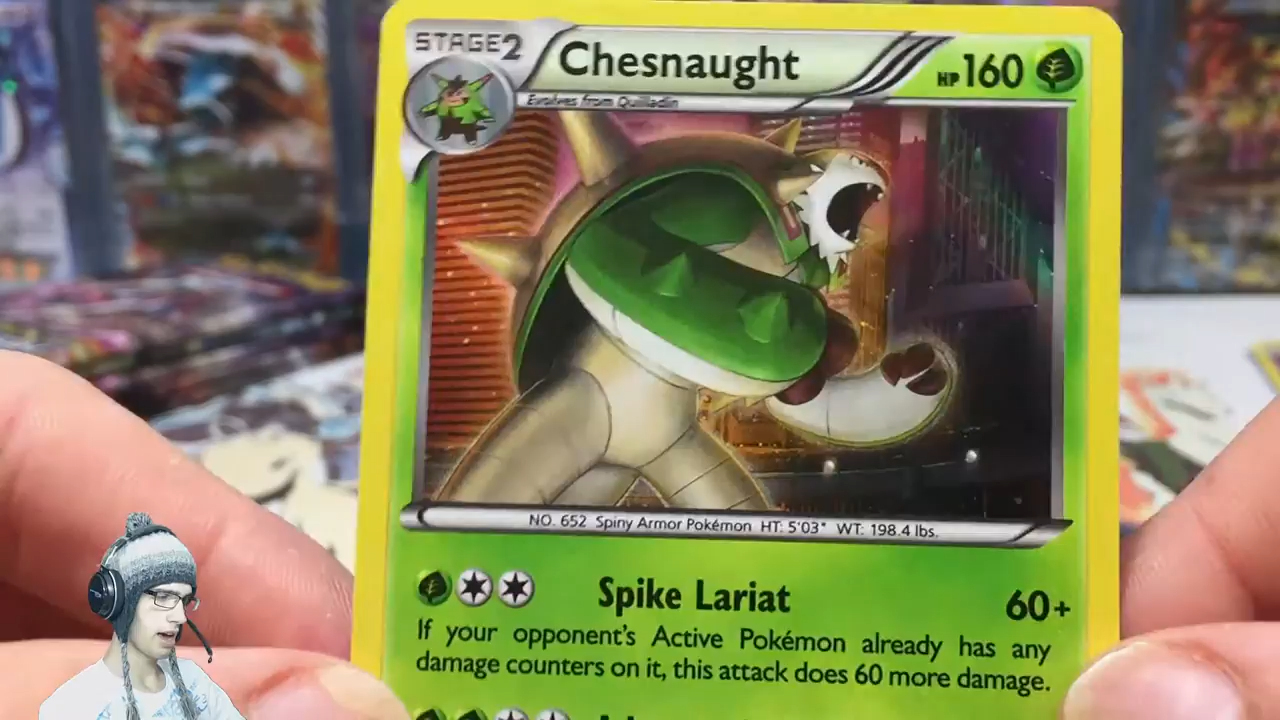 STAGE2
Chesnaught
HP 160
Evolves from Quilladin
NO. 652 Spiny Armor Pokémon HT: 5'03" WT: 198.4 lbs.
Spike Lariat 60+
If your opponent's Active Pokémon already has any
damage counters on it, this attack does 60 more damage.